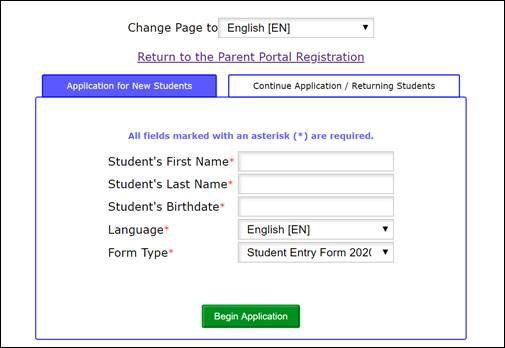 Change Page to English [EN]
Return to the Parent Portal Registration
Application for New Students
Continue Application / Returning Students
All fields marked with an asterisk (*) are required.
Student's First Name*
Student's Last Name*
Student's Birthdate*
Language* English [EN]
Form Type* Student Entry Form 2020
Begin Application